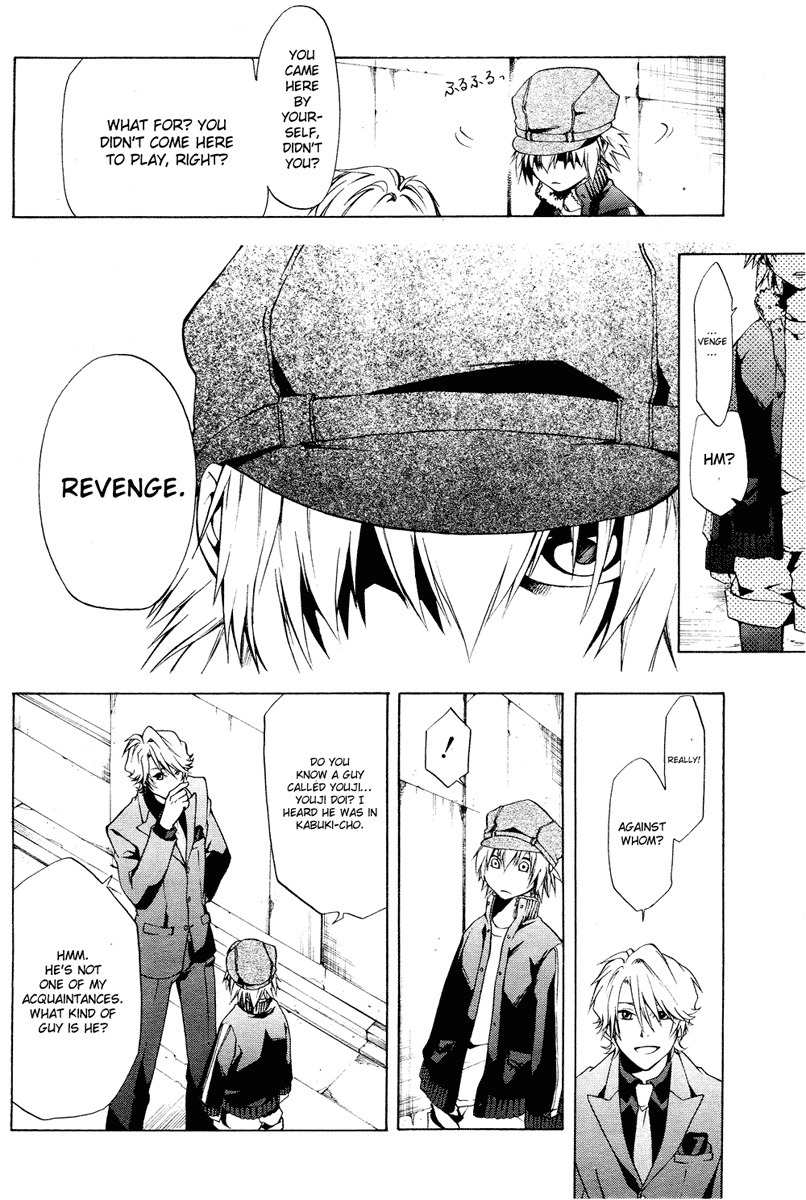 YOU
CAME
HERE
BY
YOUR-
SELF,
DIDN'T
YOU?
WHAT FOR? YOU
DIDN'T COME HERE
TO PLAY, RIGHT?
ふるふるっ
...
VENGE
...
HM?
REVENGE.
REALLY!
AGAINST
WHOM?
!
DO YOU
KNOW A GUY
CALLED YOUJI...
YOUJI DOI? I
HEARD HE WAS IN
KABUKI-CHO.
HMM.
HE'S NOT
ONE OF MY
ACQUAINTANCES.
WHAT KIND OF
GUY IS HE?